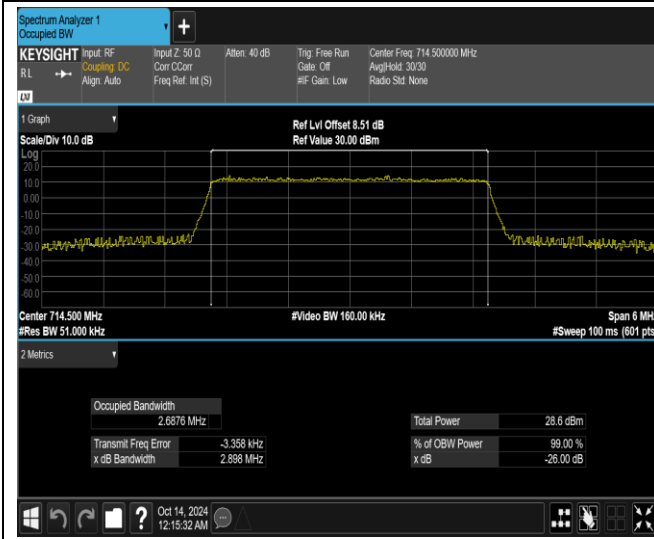 Spectrum Analyzer 1
Occupied BW
+
KEYSIGHT Input: RF Input Z: 50 Ω Atten: 40 dB Trig: Free Run Center Freq: 714.500000 MHz
RL Coupling: DC Corr CCorr Gate: Off Avg|Hold: 30/30
Align: Auto Freq Ref: Int (S) #IF Gain: Low Radio Std: None
LXI
1 Graph
Ref Lvl Offset 8.51 dB
Scale/Div 10.0 dB Ref Value 30.00 dBm
Log
20.0
10.0
0.00
-10.0
-20.0
-30.0
-40.0
-50.0
-60.0
Center 714.500 MHz #Video BW 160.00 kHz Span 6 MH
#Res BW 51.000 kHz #Sweep 100 ms (601 pts
2 Metrics
Occupied Bandwidth
2.6876 MHz Total Power 28.6 dBm
Transmit Freq Error -3.358 kHz % of OBW Power 99.00 %
x dB Bandwidth 2.898 MHz x dB -26.00 dB
? Oct 14, 2024
12:15:32 AM